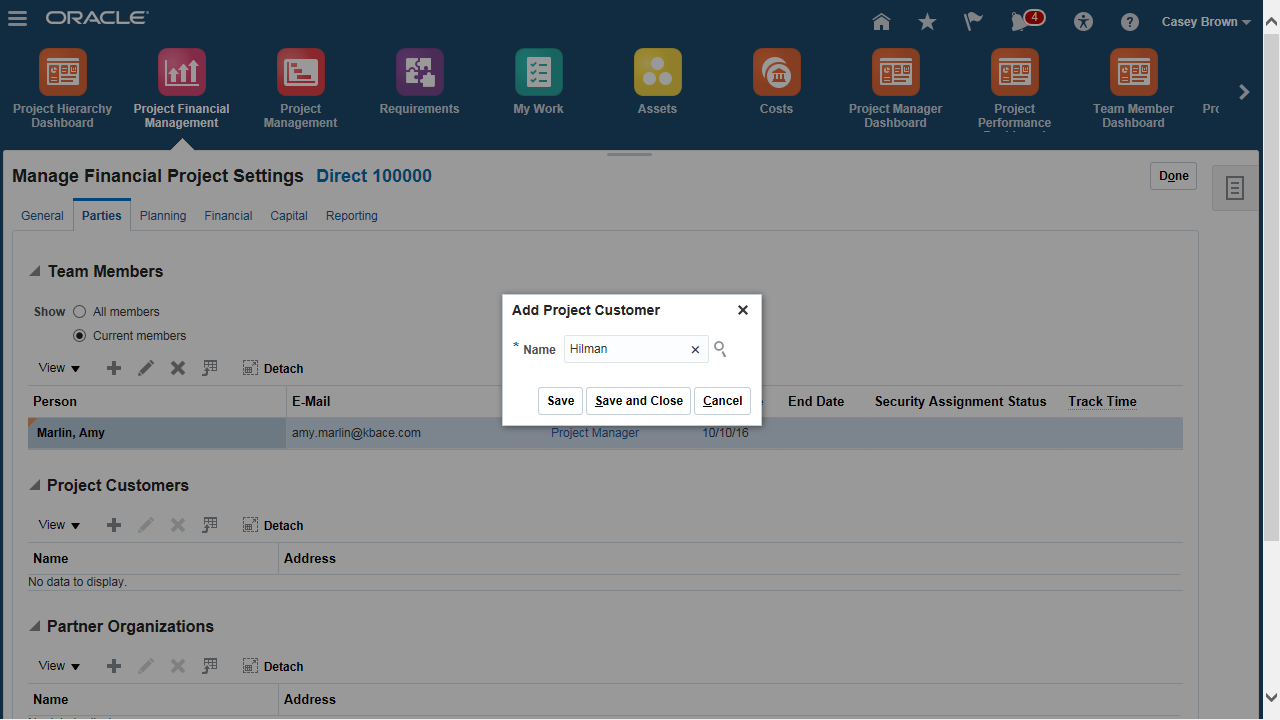 ORACLE
4
Casey Brown
Project Hierarchy
Dashboard
Project Financial
Management
Project
Management
Requirements
My Work
Assets
Costs
Project Manager
Dashboard
Project
Performance
Team Member
Dashboard
Manage Financial Project Settings Direct 100000
Done
General Parties Planning Financial Capital Reporting
Team Members
Show All members
Current members
View Detach
Person E-Mail End Date Security Assignment Status Track Time
Marlin, Amy amy.marlin@kbace.com Project Manager 10/10/16
Add Project Customer
* Name Hilman
Save Save and Close Cancel
Project Customers
View Detach
Name Address
No data to display.
Partner Organizations
View Detach
Name Address